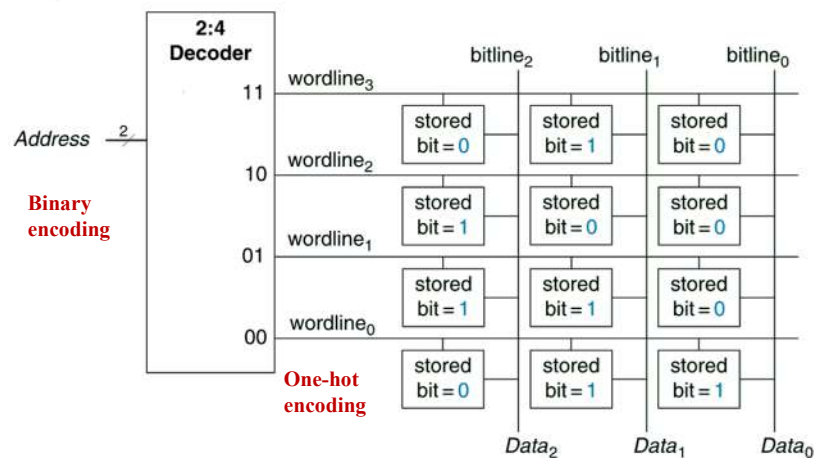 2:4
Decoder
bitline₂ bitline₁ bitline₀
11 wordline₃
Address 2
stored stored stored
bit = 0 bit = 1 bit = 0
10 wordline₂
Binary
encoding
stored stored stored
bit = 1 bit = 0 bit = 0
01 wordline₁
stored stored stored
bit = 1 bit = 1 bit = 0
00 wordline₀
One-hot
encoding
stored stored stored
bit = 0 bit = 1 bit = 1
Data₂ Data₁ Data₀